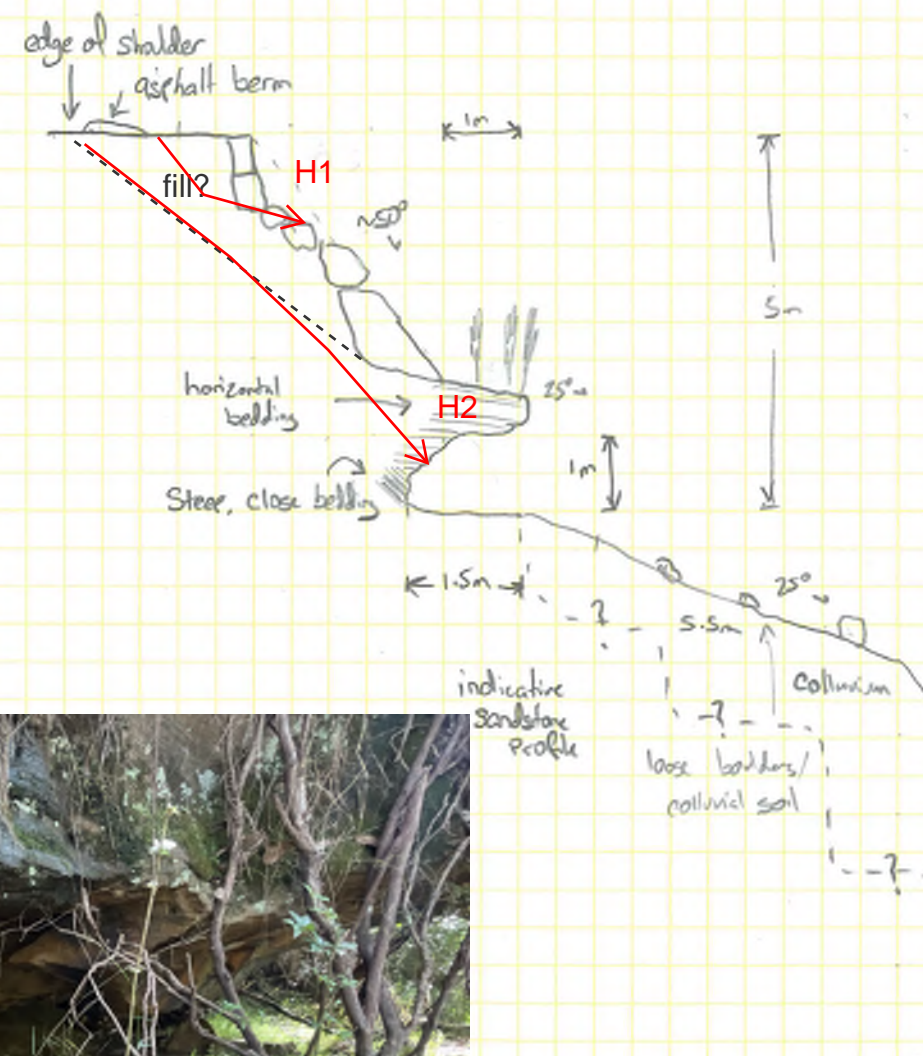 edge of shoulder
asphalt berm
1m
H1
fill?
~50°
5m
horizontal
bedding
25°
H2
1m
Steep, close bedding
1.5m
?
5.5m
25°
colluvium
indicative
sandstone
profile
?
loose boulders/
colluvial soil
?